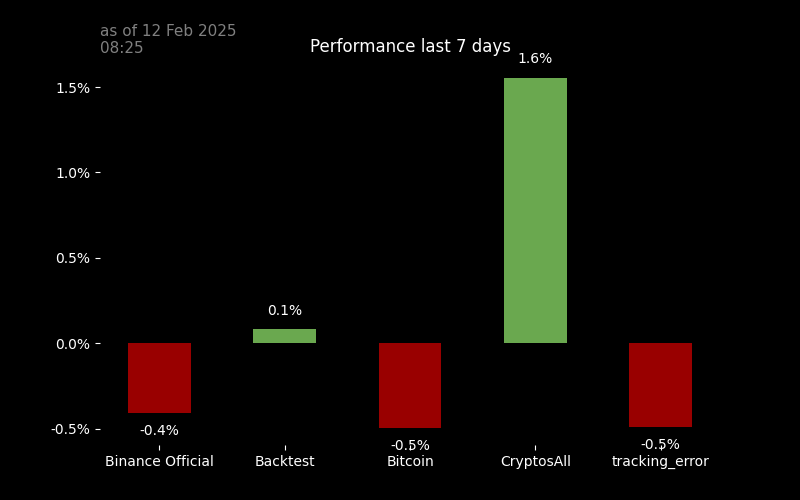 as of 12 Feb 2025
08:25
Performance last 7 days
1.6%
1.5%
1.0%
0.5%
0.1%
0.0%
-0.4%
-0.5%
-0.5%
-0.5%
Binance Official
Backtest
Bitcoin
CryptosAll
tracking_error